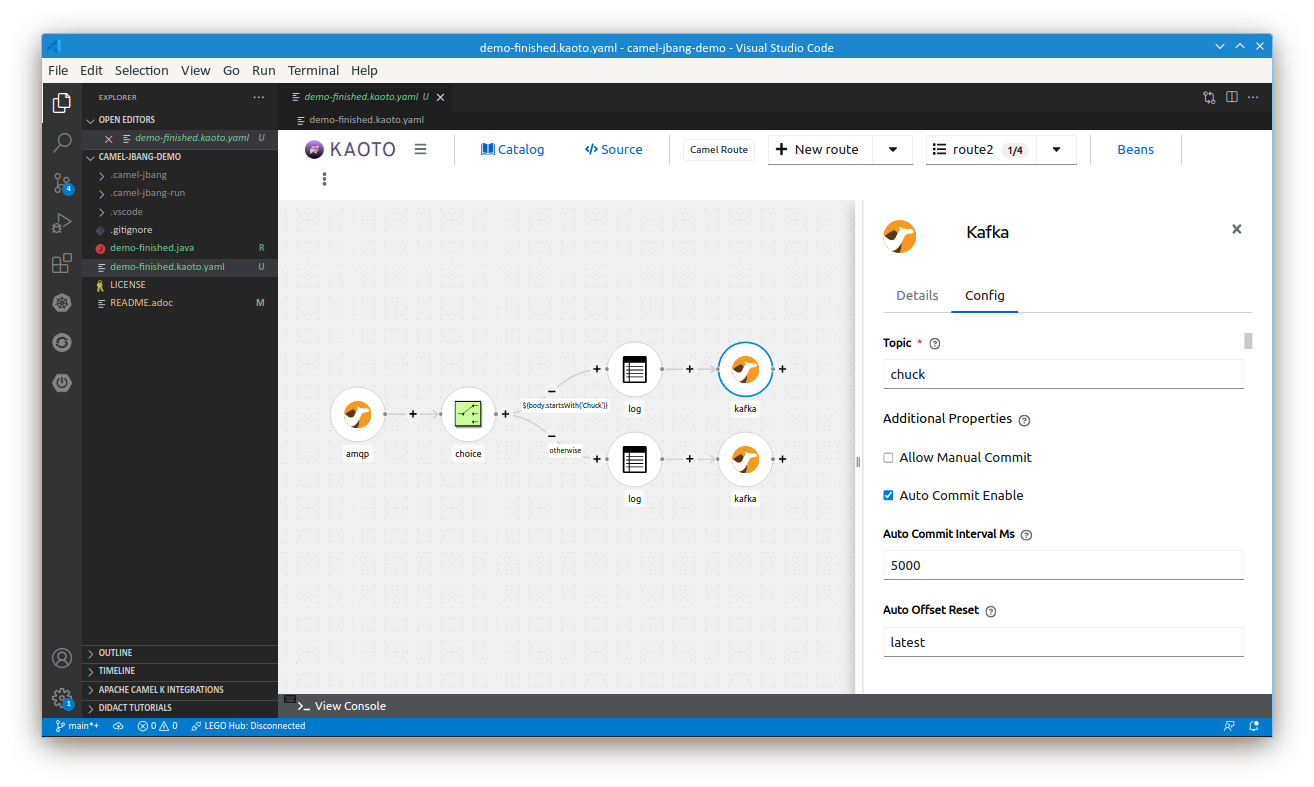 demo-finished.kaoto.yaml - camel-jbang-demo - Visual Studio Code
File Edit Selection View Go Run Terminal Help
EXPLORER
OPEN EDITORS
demo-finished.kaoto.yaml U
CAMEL-JBANG-DEMO
.camel-jbang
.camel-jbang-run
.vscode
.gitignore
demo-finished.java R
demo-finished.kaoto.yaml U
LICENSE
README.adoc M
OUTLINE
TIMELINE
APACHE CAMEL K INTEGRATIONS
DIDACT TUTORIALS
4
1
demo-finished.kaoto.yaml U
demo-finished.kaoto.yaml
KAOTO Catalog </> Source Camel Route + New route route2 1/4 Beans
amqp
choice
${body.startsWith('Chuck')}
otherwise
log
kafka
log
kafka
Kafka
Details Config
Topic *
chuck
Additional Properties
Allow Manual Commit
Auto Commit Enable
Auto Commit Interval Ms
5000
Auto Offset Reset
latest
>_ View Console
main*+ 0 0 LEGO Hub: Disconnected